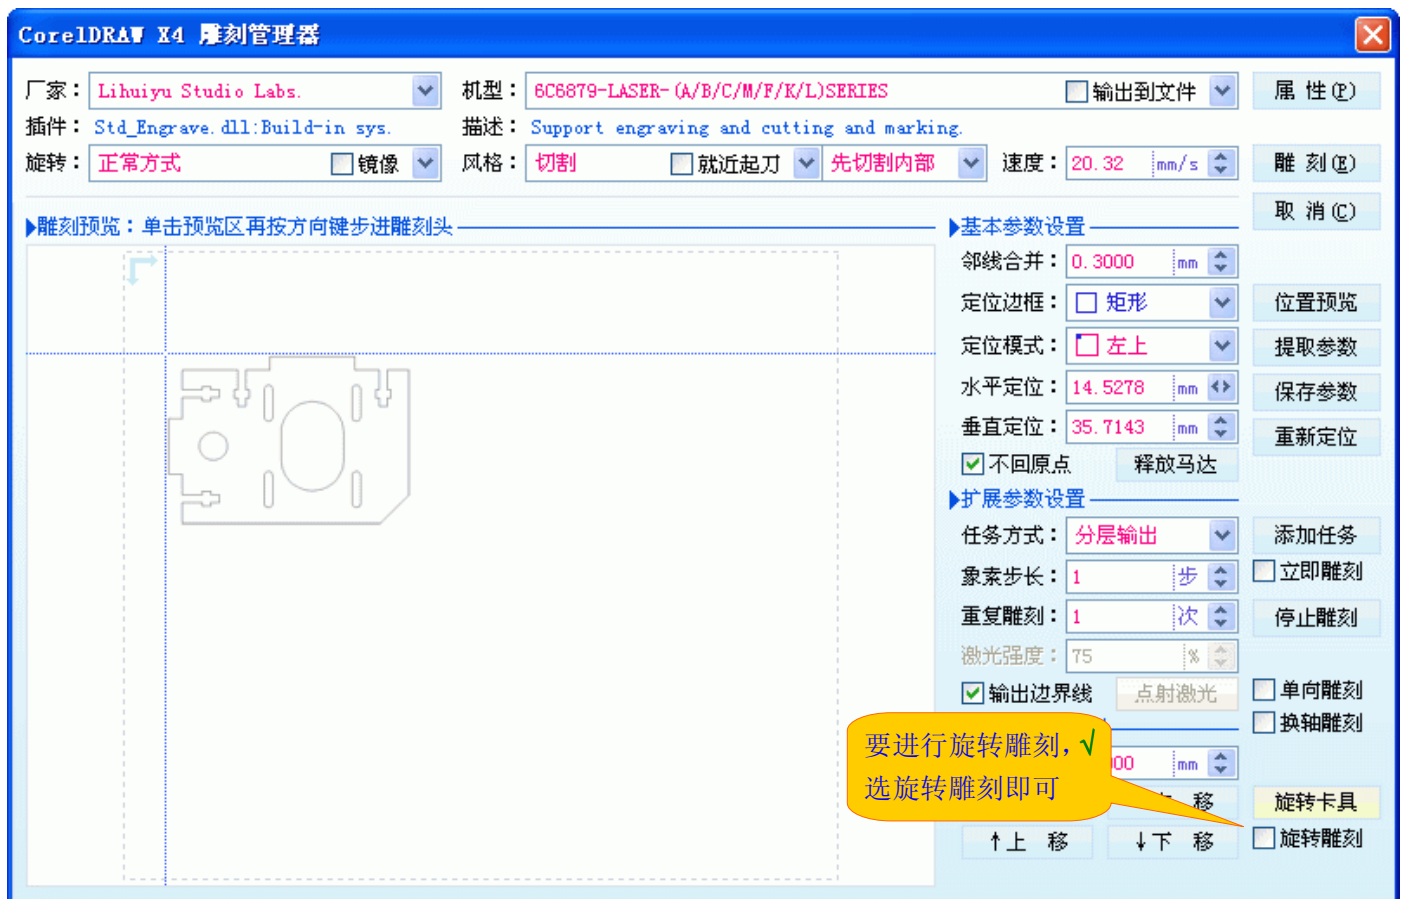 CorelDRAW X4 雕刻管理器
厂家： Lihuiyu Studio Labs. 机型： 6C6879-LASER-(A/B/C/M/F/K/L)SERIES 输出到文件 属 性(P)
插件： Std_Engrave.dll:Build-in sys. 描述： Support engraving and cutting and marking.
旋转： 正常方式 镜像 风格： 切割 就近起刀 先切割内部 速度： 20.32 mm/s 雕 刻(E)
取 消(C)
雕刻预览：单击预览区再按方向键步进雕刻头 基本参数设置
邻线合并： 0.3000 mm
定位边框： 矩形 位置预览
定位模式： 左上 提取参数
水平定位： 14.5278 mm 保存参数
垂直定位： 35.7143 mm 重新定位
不回原点 释放马达
扩展参数设置
任务方式： 分层输出 添加任务
象素步长： 1 步 立即雕刻
重复雕刻： 1 次 停止雕刻
激光强度： 75 %
输出边界线 点射激光 单向雕刻
换轴雕刻
要进行旋转雕刻，√
选旋转雕刻即可
00 mm
移 旋转卡具
↑上 移 ↓下 移 旋转雕刻